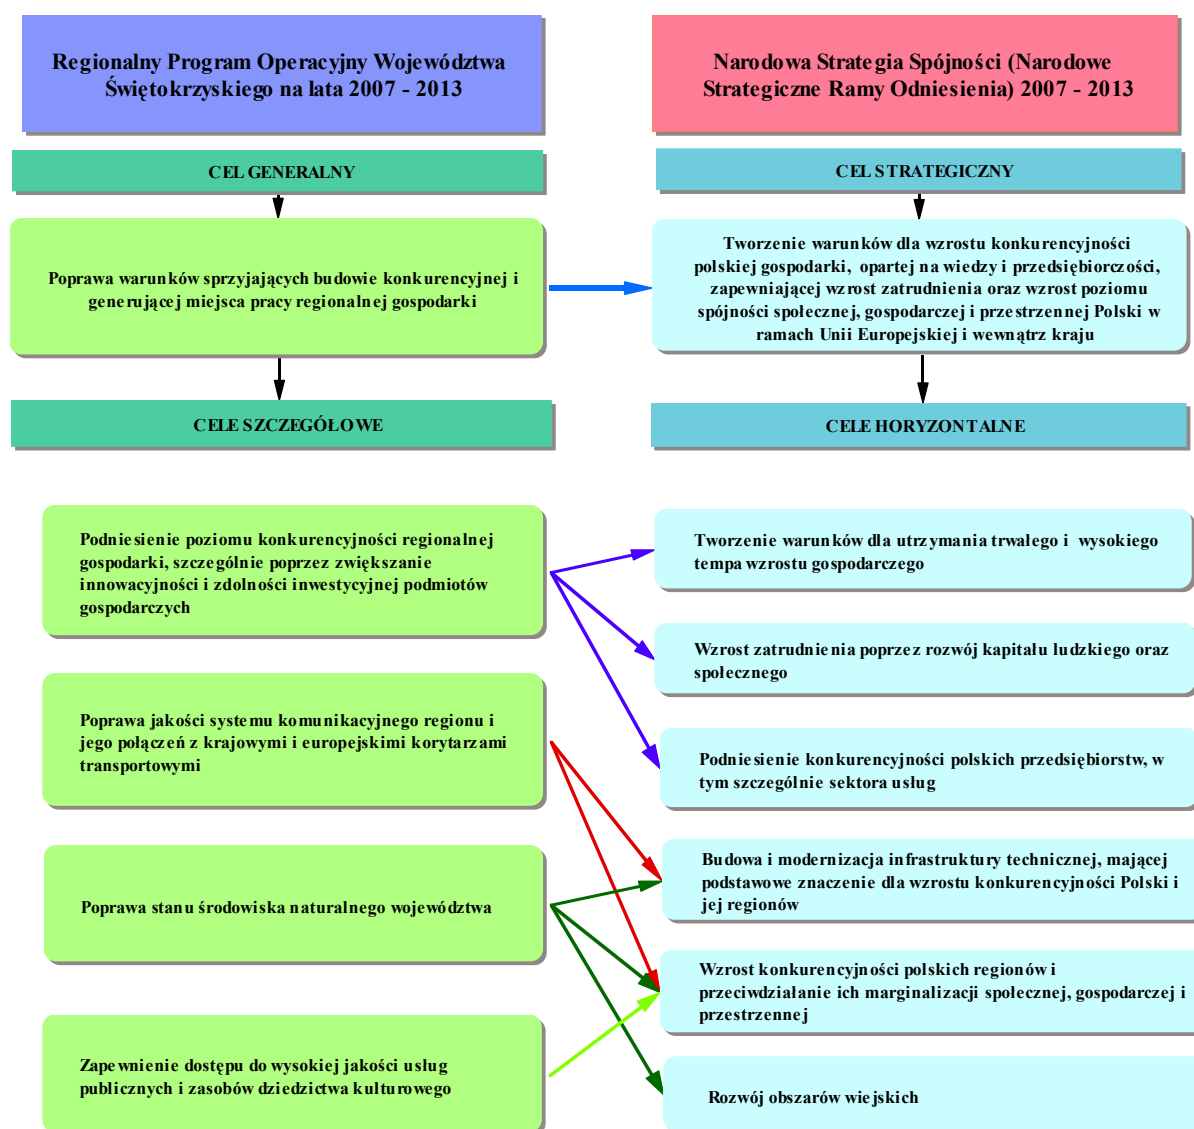 Regionalny Program Operacyjny Województwa
Świętokrzyskiego na lata 2007 - 2013
Narodowa Strategia Spójności (Narodowe
Strategiczne Ramy Odniesienia) 2007 - 2013
CEL GENERALNY
CEL STRATEGICZNY
Poprawa warunków sprzyjających budowie konkurencyjnej i
generującej miejsca pracy regionalnej gospodarki
Tworzenie warunków dla wzrostu konkurencyjności
polskiej gospodarki, opartej na wiedzy i przedsiębiorczości,
zapewniającej wzrost zatrudnienia oraz wzrost poziomu
spójności społecznej, gospodarczej i przestrzennej Polski w
ramach Unii Europejskiej i wewnątrz kraju
CELE SZCZEGÓŁOWE
CELE HORYZONTALNE
Podniesienie poziomu konkurencyjności regionalnej
gospodarki, szczególnie poprzez zwiększanie
innowacyjności i zdolności inwestycyjnej podmiotów
gospodarczych
Poprawa jakości systemu komunikacyjnego regionu i
jego połączeń z krajowymi i europejskimi korytarzami
transportowymi
Poprawa stanu środowiska naturalnego województwa
Zapewnienie dostępu do wysokiej jakości usług
publicznych i zasobów dziedzictwa kulturowego
Tworzenie warunków dla utrzymania trwałego i wysokiego
tempa wzrostu gospodarczego
Wzrost zatrudnienia poprzez rozwój kapitału ludzkiego oraz
społecznego
Podniesienie konkurencyjności polskich przedsiębiorstw, w
tym szczególnie sektora usług
Budowa i modernizacja infrastruktury technicznej, mającej
podstawowe znaczenie dla wzrostu konkurencyjności Polski i
jej regionów
Wzrost konkurencyjności polskich regionów i
przeciwdziałanie ich marginalizacji społecznej, gospodarczej i
przestrzennej
Rozwój obszarów wiejskich